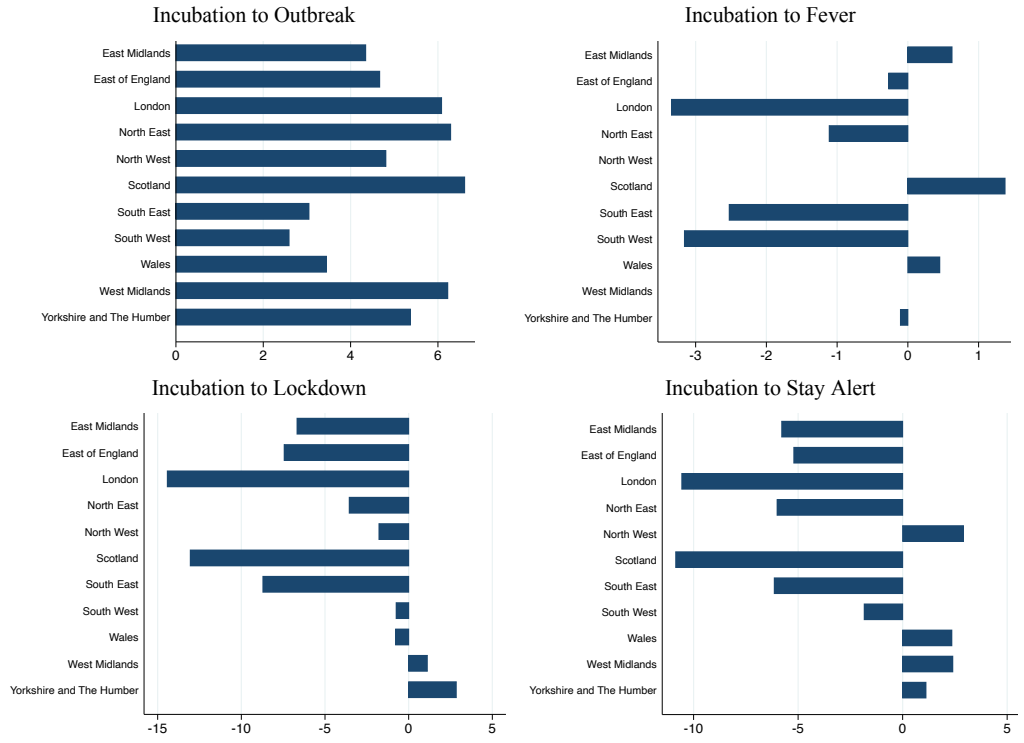 Incubation to Outbreak
East Midlands
East of England
London
North East
North West
Scotland
South East
South West
Wales
West Midlands
Yorkshire and The Humber
0 2 4 6
Incubation to Fever
East Midlands
East of England
London
North East
North West
Scotland
South East
South West
Wales
West Midlands
Yorkshire and The Humber
-3 -2 -1 0 1
Incubation to Lockdown
East Midlands
East of England
London
North East
North West
Scotland
South East
South West
Wales
West Midlands
Yorkshire and The Humber
-15 -10 -5 0 5
Incubation to Stay Alert
East Midlands
East of England
London
North East
North West
Scotland
South East
South West
Wales
West Midlands
Yorkshire and The Humber
-10 -5 0 5